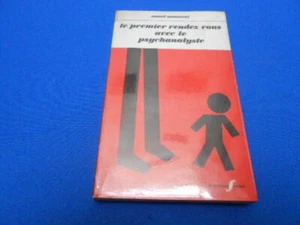 le premier rendez vous
avec le
psychanalyste